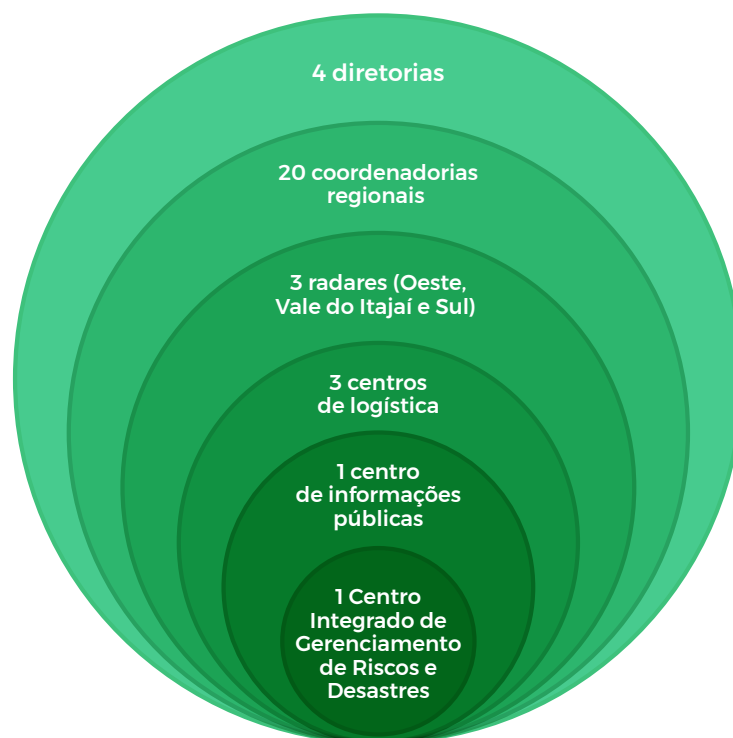 4 diretorias
20 coordenadorias
regionais
3 radares (Oeste,
Vale do Itajaí e Sul)
3 centros
de logística
1 centro
de informações
públicas
1 Centro
Integrado de
Gerenciamento
de Riscos e
Desastres